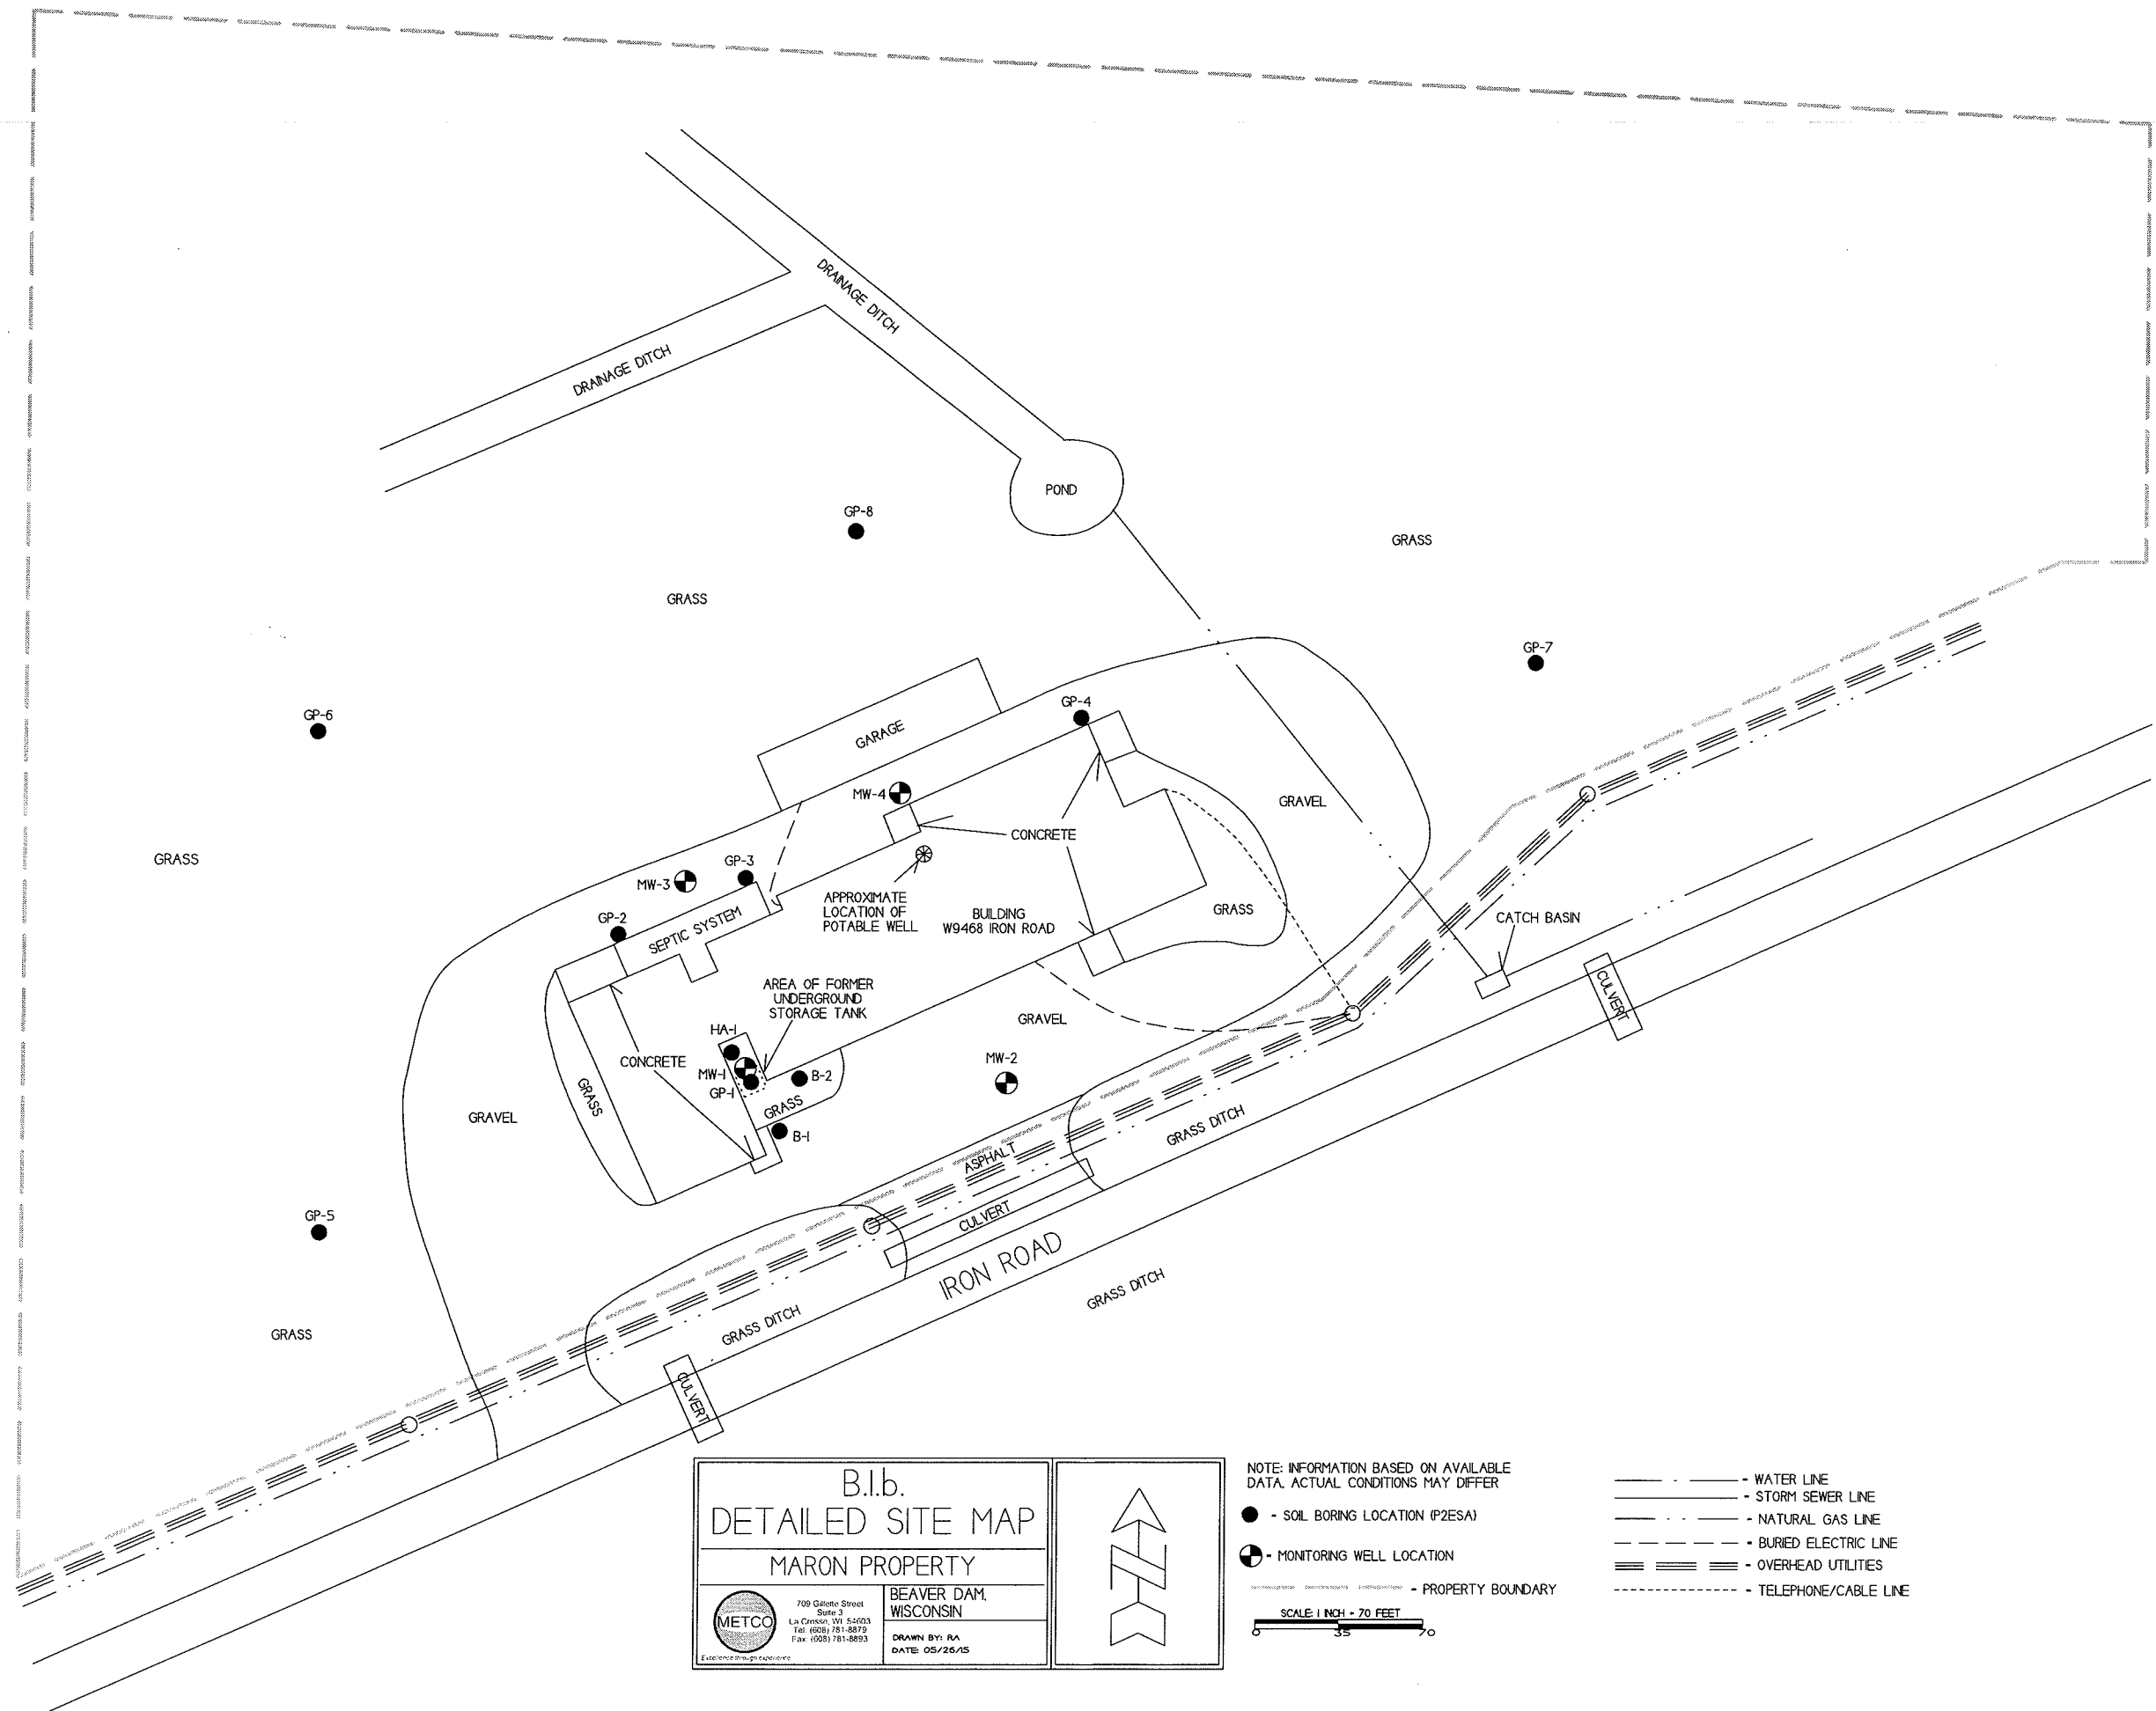 DRAINAGE DITCH
DRAINAGE DITCH
POND
GP-8
GRASS
GRASS
GP-7
GP-6
GP-4
GARAGE
MW-4
GRAVEL
CONCRETE
GRASS
GP-3
MW-3
APPROXIMATE
LOCATION OF
POTABLE WELL
BUILDING
W9468 IRON ROAD
GRASS
CATCH BASIN
GP-2
SEPTIC SYSTEM
AREA OF FORMER
UNDERGROUND
STORAGE TANK
CULVERT
GRAVEL
HA-1
CONCRETE
MW-1
MW-2
B-2
GP-1
GRASS
GRASS
GRAVEL
B-1
GRASS DITCH
ASPHALT
GP-5
CULVERT
IRON ROAD
GRASS DITCH
GRASS DITCH
GRASS
CULVERT
B.1.b.
DETAILED SITE MAP
MARON PROPERTY
METCO
Excellence through experience
709 Gillette Street
Suite 3
La Crosse, WI 54603
Tel: (608) 781-8879
Fax: (608) 781-8893
BEAVER DAM,
WISCONSIN
DRAWN BY: RA
DATE: 05/26/15
N
NOTE: INFORMATION BASED ON AVAILABLE
DATA. ACTUAL CONDITIONS MAY DIFFER
- SOIL BORING LOCATION (P2ESA)
- MONITORING WELL LOCATION
- PROPERTY BOUNDARY
SCALE: 1 INCH = 70 FEET
0 35 70
- WATER LINE
- STORM SEWER LINE
- NATURAL GAS LINE
- BURIED ELECTRIC LINE
- OVERHEAD UTILITIES
- TELEPHONE/CABLE LINE